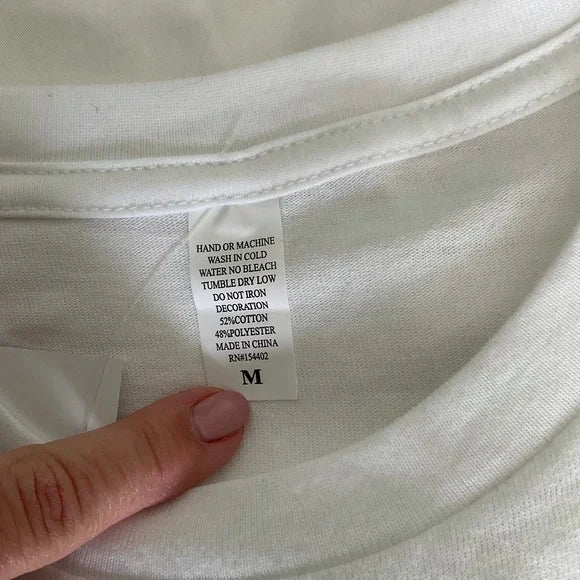 HAND OR MACHINE
WASH IN COLD
WATER NO BLEACH
TUMBLE DRY LOW
DO NOT IRON
DECORATION
52%COTTON
48%POLYESTER
MADE IN CHINA
RN#154402
M